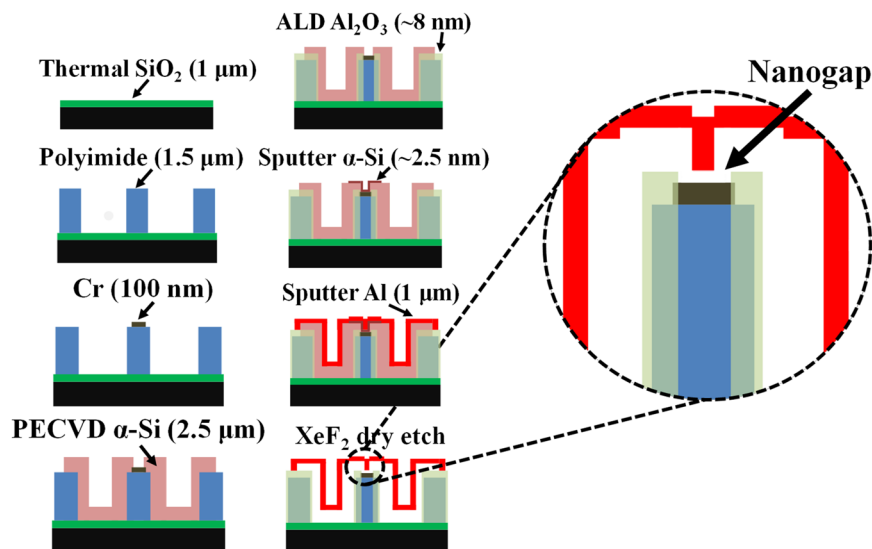 Thermal SiO₂ (1 μm)
Polyimide (1.5 μm)
Cr (100 nm)
PECVD α-Si (2.5 μm)
ALD Al₂O₃ (~8 nm)
Sputter α-Si (~2.5 nm)
Sputter Al (1 μm)
XeF₂ dry etch
Nanogap